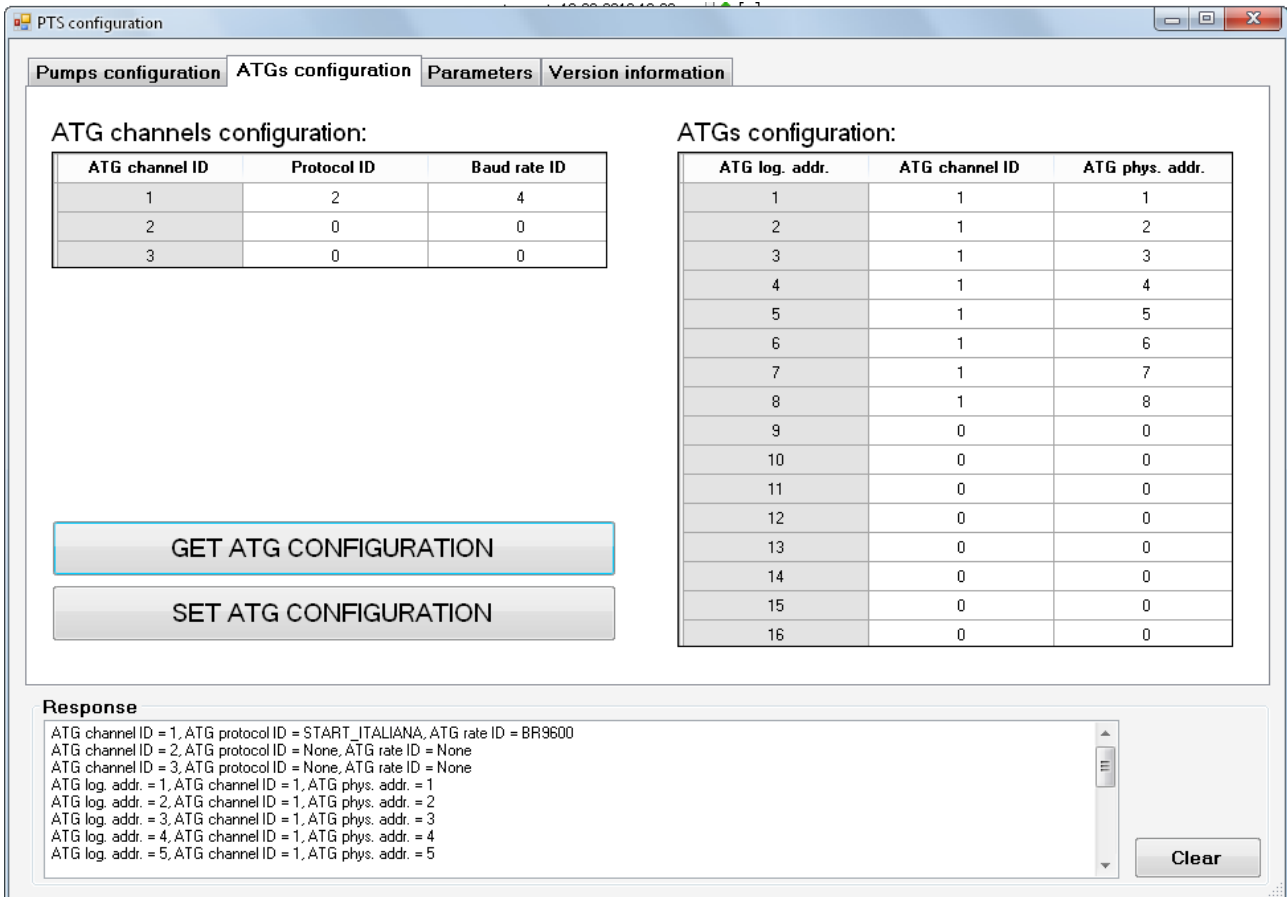 PTS configuration
Pumps configuration ATGs configuration Parameters Version information
ATG channels configuration:
ATG channel ID Protocol ID Baud rate ID
1 2 4
2 0 0
3 0 0
GET ATG CONFIGURATION
SET ATG CONFIGURATION
ATGs configuration:
ATG log. addr. ATG channel ID ATG phys. addr.
1 1 1
2 1 2
3 1 3
4 1 4
5 1 5
6 1 6
7 1 7
8 1 8
9 0 0
10 0 0
11 0 0
12 0 0
13 0 0
14 0 0
15 0 0
16 0 0
Response
ATG channel ID = 1, ATG protocol ID = START_ITALIANA, ATG rate ID = BR9600
ATG channel ID = 2, ATG protocol ID = None, ATG rate ID = None
ATG channel ID = 3, ATG protocol ID = None, ATG rate ID = None
ATG log. addr. = 1, ATG channel ID = 1, ATG phys. addr. = 1
ATG log. addr. = 2, ATG channel ID = 1, ATG phys. addr. = 2
ATG log. addr. = 3, ATG channel ID = 1, ATG phys. addr. = 3
ATG log. addr. = 4, ATG channel ID = 1, ATG phys. addr. = 4
ATG log. addr. = 5, ATG channel ID = 1, ATG phys. addr. = 5
Clear